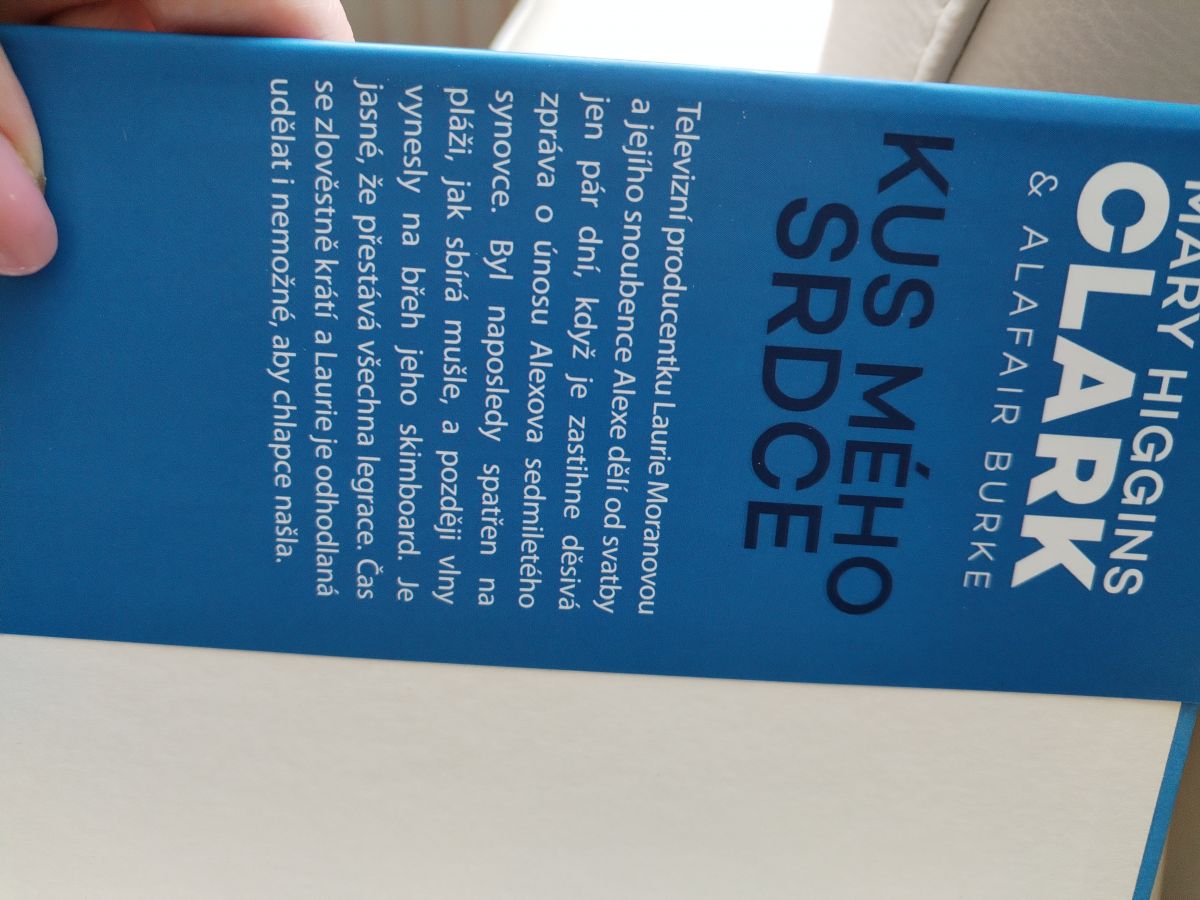 MARY HIGGINS
CLARK
& ALAFAIR BURKE
KUS MÉHO
SRDCE
Televizní producentku Laurie Moranovou
a jejího snoubence Alexe dělí od svatby
jen pár dní, když je zastihne děsivá
zpráva o únosu Alexova sedmiletého
synovce. Byl naposledy spatřen na
pláži, jak sbírá mušle, a později vlny
vynesly na břeh jeho skimboard. Je
jasné, že přestává všechna legrace. Čas
se zlověstně krátí a Laurie je odhodlaná
udělat i nemožné, aby chlapce našla.